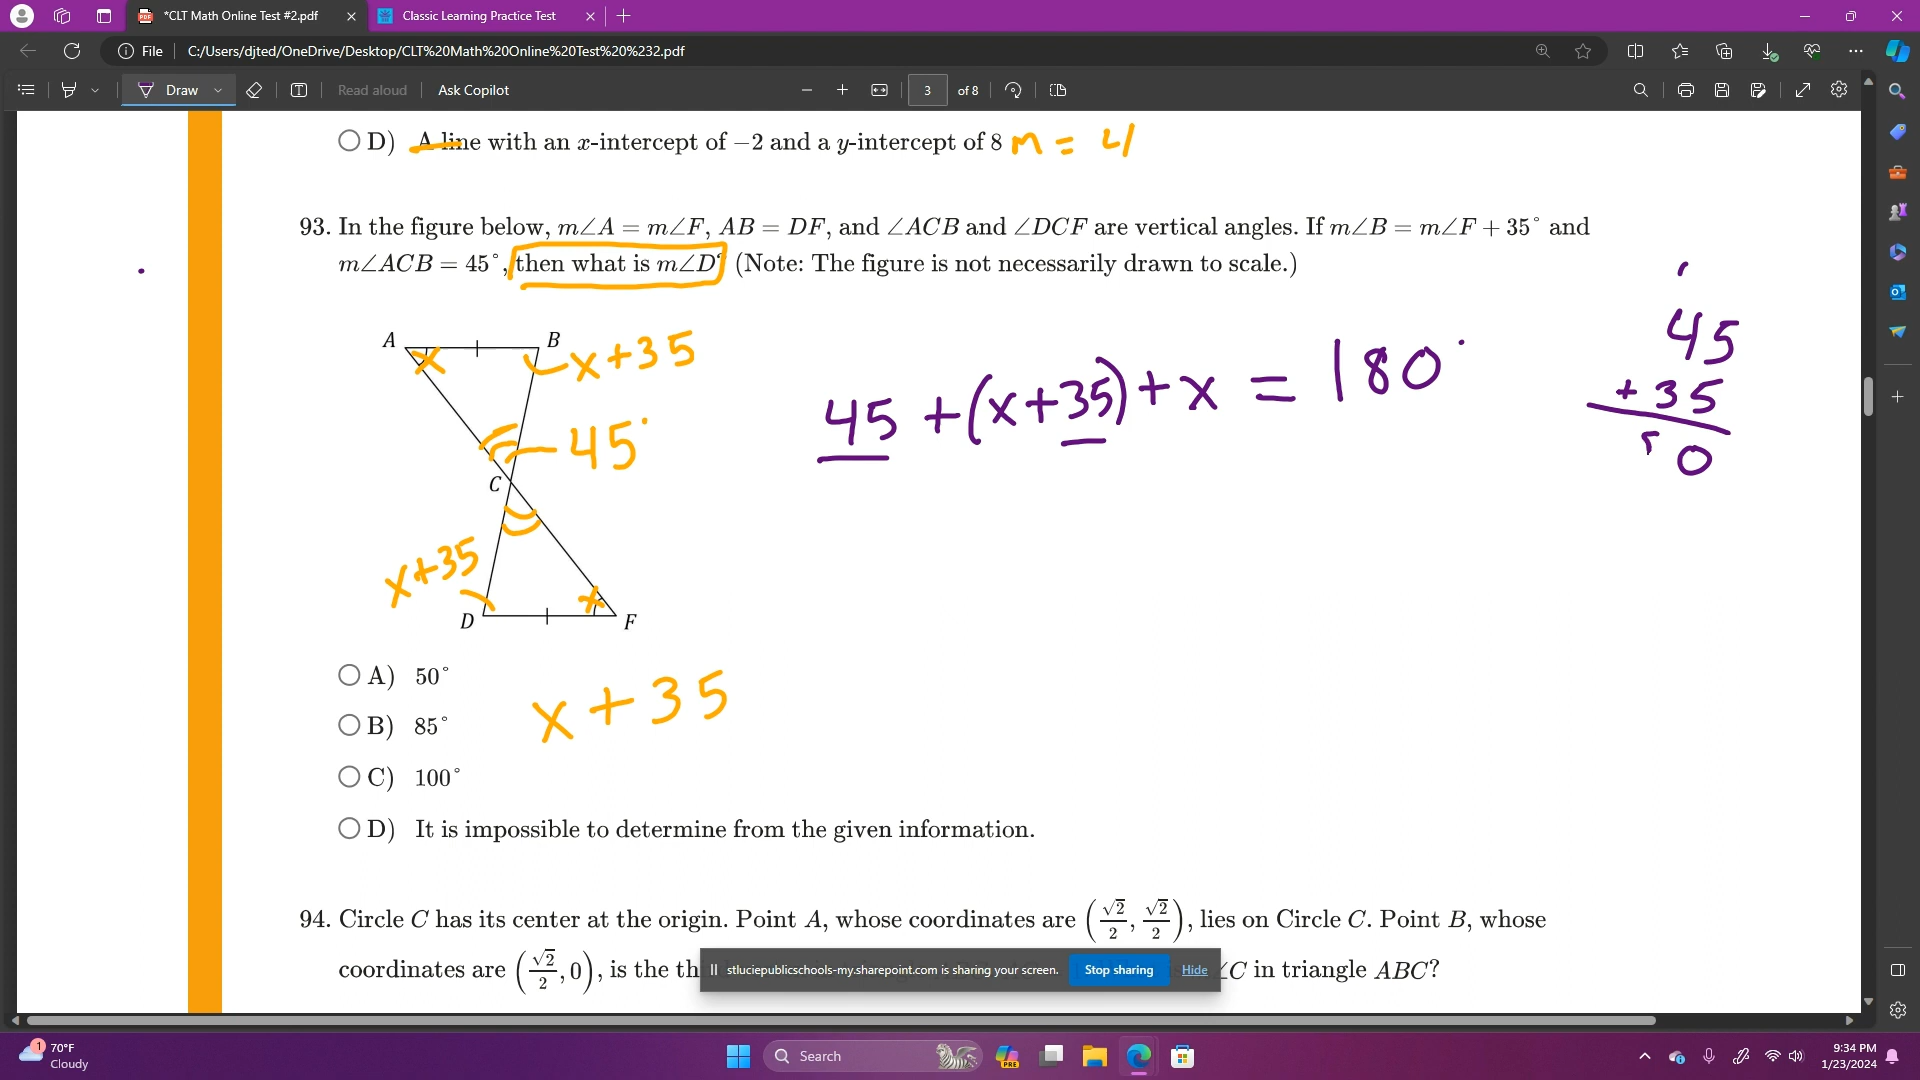 *CLT Math Online Test #2.pdf
Classic Learning Practice Test
File
C:/Users/djted/OneDrive/Desktop/CLT%20Math%20Online%20Test%20%232.pdf
Draw
Read aloud
Ask Copilot
3 of 8
D) A line with an x-intercept of −2 and a y-intercept of 8 m = 4
93. In the figure below, m∠A = m∠F, AB = DF, and ∠ACB and ∠DCF are vertical angles. If m∠B = m∠F + 35° and
m∠ACB = 45°, then what is m∠D? (Note: The figure is not necessarily drawn to scale.)
A x B x+35
45°
C
x+35
D x F
45 + (x+35) + x = 180°
45
+ 35
0
A) 50°
B) 85°
C) 100°
D) It is impossible to determine from the given information.
x + 35
94. Circle C has its center at the origin. Point A, whose coordinates are (√2/2, √2/2), lies on Circle C. Point B, whose
coordinates are (√2/2, 0), is the th
∠C in triangle ABC?
stluciepublicschools-my.sharepoint.com is sharing your screen.
Stop sharing
Hide
1
70°F
Cloudy
Search
PRE
9:34 PM
1/23/2024